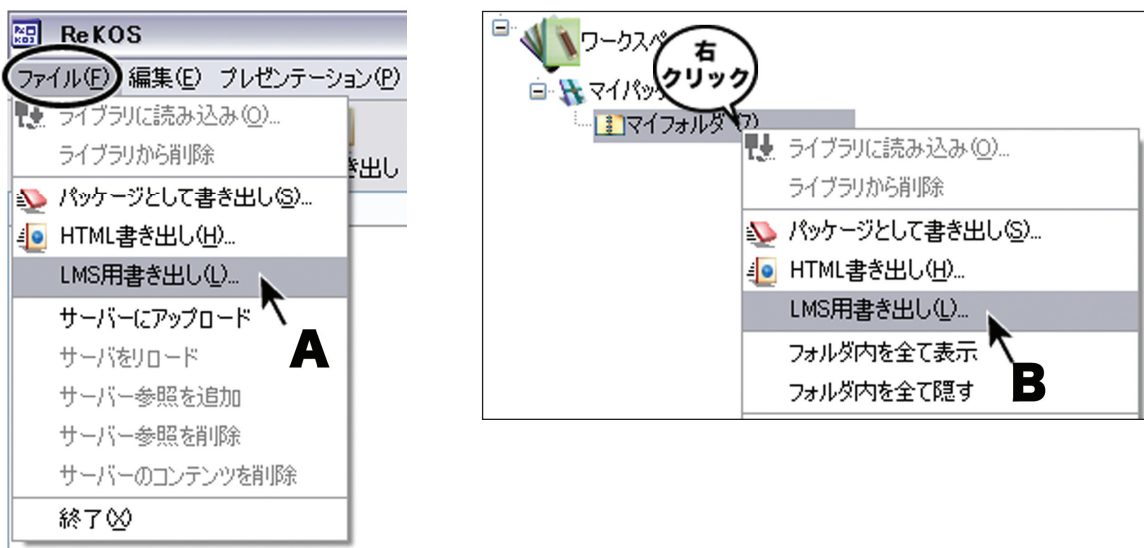 ReKOS
ファイル(F) 編集(E) プレゼンテーション(P)
ライブラリに読み込み(O)...
ライブラリから削除
き出し
パッケージとして書き出し(S)...
HTML書き出し(H)...
LMS用書き出し(L)...
サーバーにアップロード
A
サーバをリロード
サーバー参照を追加
サーバー参照を削除
サーバーのコンテンツを削除
終了(X)
ワークスペ
右
クリック
マイパッ
マイフォルダ (7)
ライブラリに読み込み(O)...
ライブラリから削除
パッケージとして書き出し(S)...
HTML書き出し(H)...
LMS用書き出し(L)...
フォルダ内を全て表示
B
フォルダ内を全て隠す